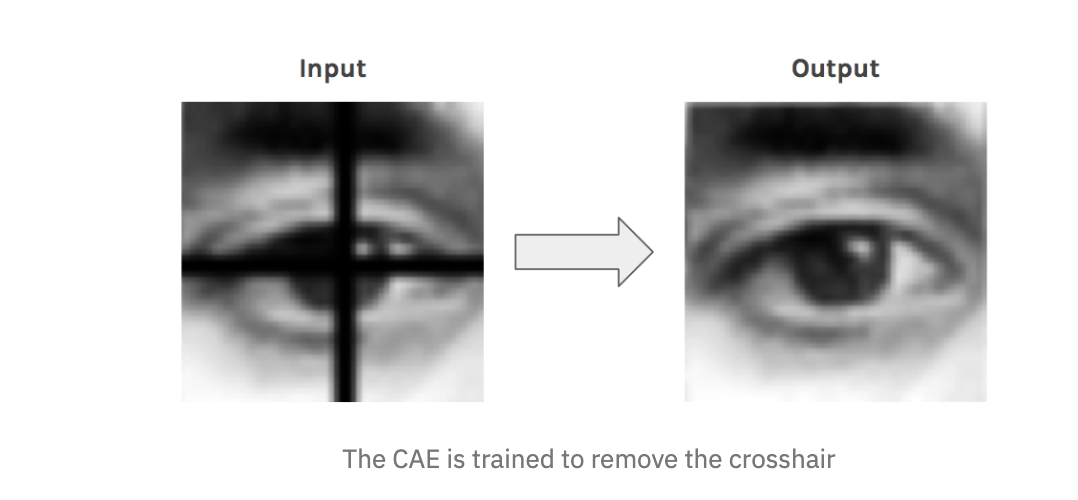 Input
Output
The CAE is trained to remove the crosshair